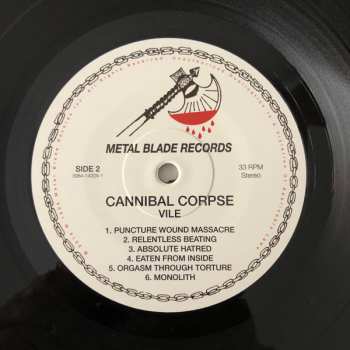 METAL BLADE RECORDS
SIDE 2
33 RPM
Stereo
CANNIBAL CORPSE
VILE
1. PUNCTURE WOUND MASSACRE
2. RELENTLESS BEATING
3. ABSOLUTE HATRED
4. EATEN FROM INSIDE
5. ORGASM THROUGH TORTURE
6. MONOLITH